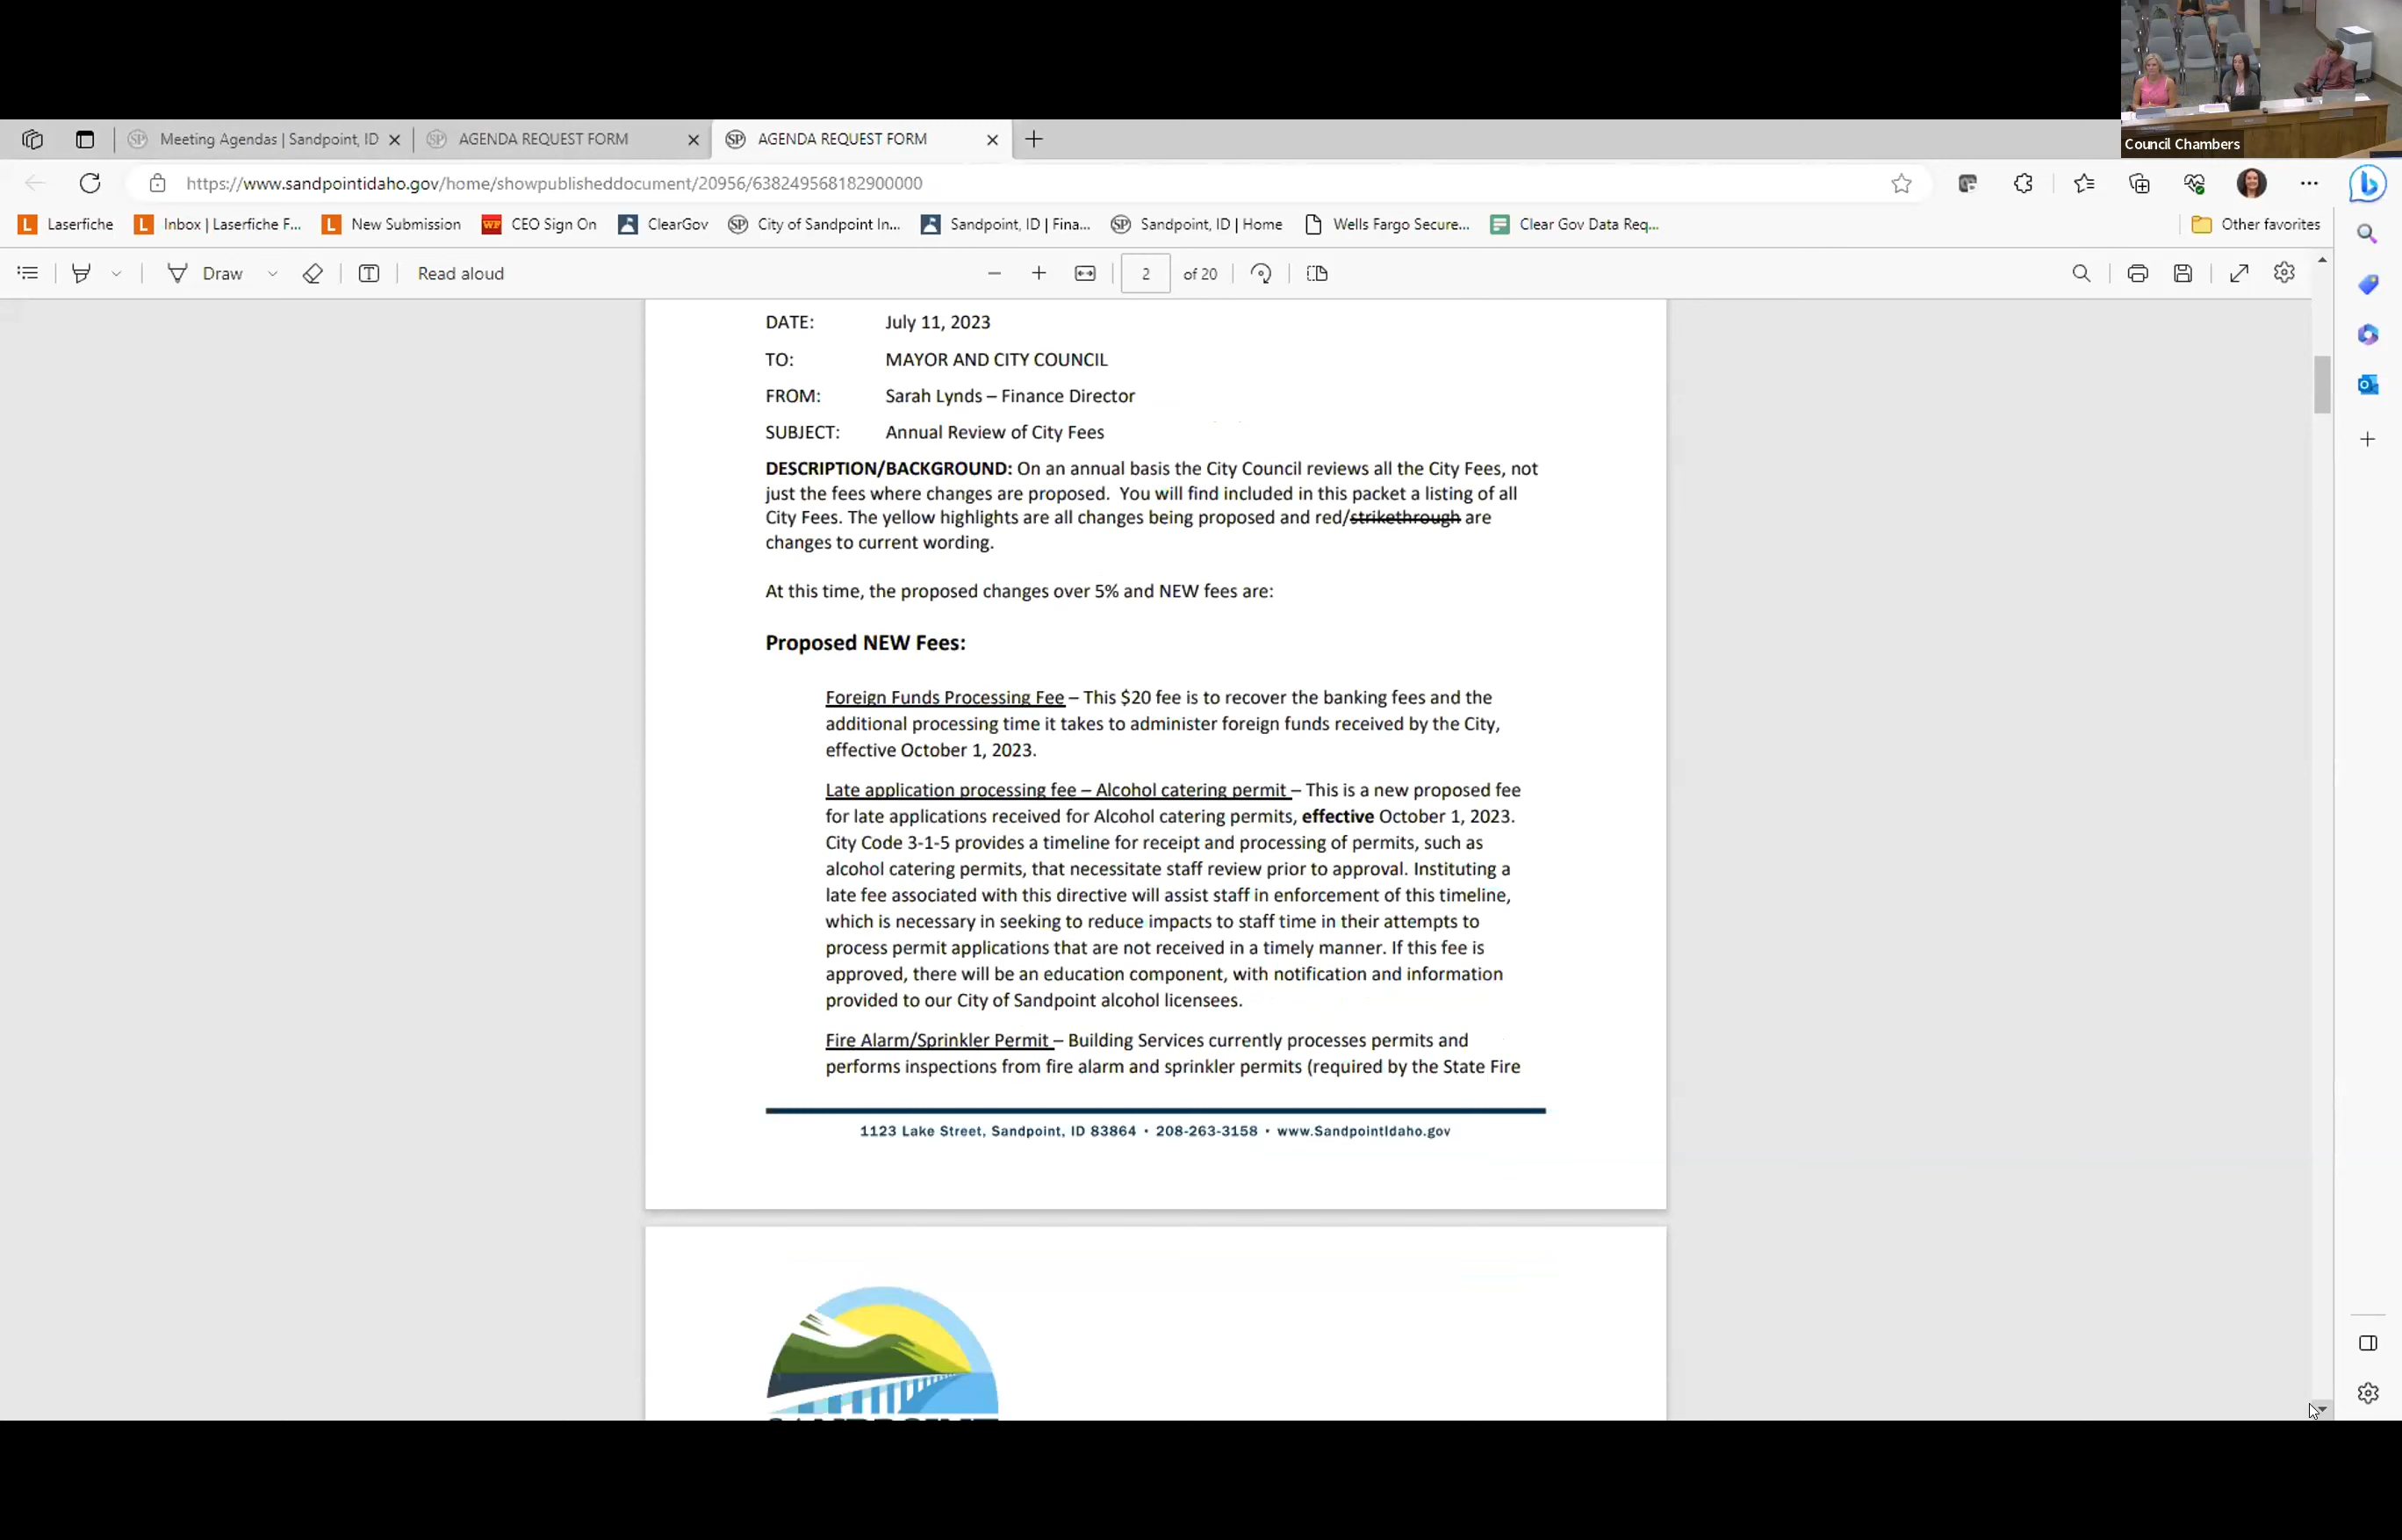 Council Chambers
Meeting Agendas | Sandpoint, ID
AGENDA REQUEST FORM
AGENDA REQUEST FORM
https://www.sandpointidaho.gov/home/showpublisheddocument/20956/638249568182900000
Laserfiche
Inbox | Laserfiche F...
New Submission
CEO Sign On
ClearGov
City of Sandpoint In...
Sandpoint, ID | Fina...
Sandpoint, ID | Home
Wells Fargo Secure...
Clear Gov Data Req...
Other favorites
Draw
Read aloud
2 of 20
DATE: July 11, 2023
TO: MAYOR AND CITY COUNCIL
FROM: Sarah Lynds – Finance Director
SUBJECT: Annual Review of City Fees
DESCRIPTION/BACKGROUND: On an annual basis the City Council reviews all the City Fees, not
just the fees where changes are proposed. You will find included in this packet a listing of all
City Fees. The yellow highlights are all changes being proposed and red/strikethrough are
changes to current wording.
At this time, the proposed changes over 5% and NEW fees are:
Proposed NEW Fees:
Foreign Funds Processing Fee – This $20 fee is to recover the banking fees and the
additional processing time it takes to administer foreign funds received by the City,
effective October 1, 2023.
Late application processing fee – Alcohol catering permit – This is a new proposed fee
for late applications received for Alcohol catering permits, effective October 1, 2023.
City Code 3-1-5 provides a timeline for receipt and processing of permits, such as
alcohol catering permits, that necessitate staff review prior to approval. Instituting a
late fee associated with this directive will assist staff in enforcement of this timeline,
which is necessary in seeking to reduce impacts to staff time in their attempts to
process permit applications that are not received in a timely manner. If this fee is
approved, there will be an education component, with notification and information
provided to our City of Sandpoint alcohol licensees.
Fire Alarm/Sprinkler Permit – Building Services currently processes permits and
performs inspections from fire alarm and sprinkler permits (required by the State Fire
1123 Lake Street, Sandpoint, ID 83864 • 208-263-3158 • www.SandpointIdaho.gov